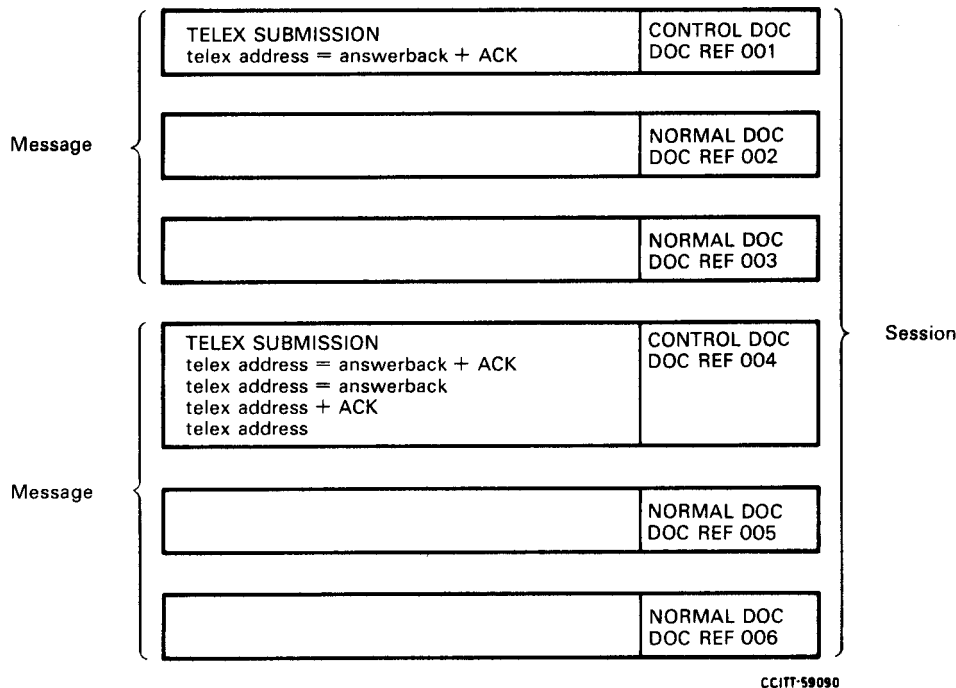 TELEX SUBMISSION
telex address = answerback + ACK
CONTROL DOC
DOC REF 001
Message
NORMAL DOC
DOC REF 002
NORMAL DOC
DOC REF 003
TELEX SUBMISSION
telex address = answerback + ACK
telex address = answerback
telex address + ACK
telex address
CONTROL DOC
DOC REF 004
Session
Message
NORMAL DOC
DOC REF 005
NORMAL DOC
DOC REF 006
CCITT-59090